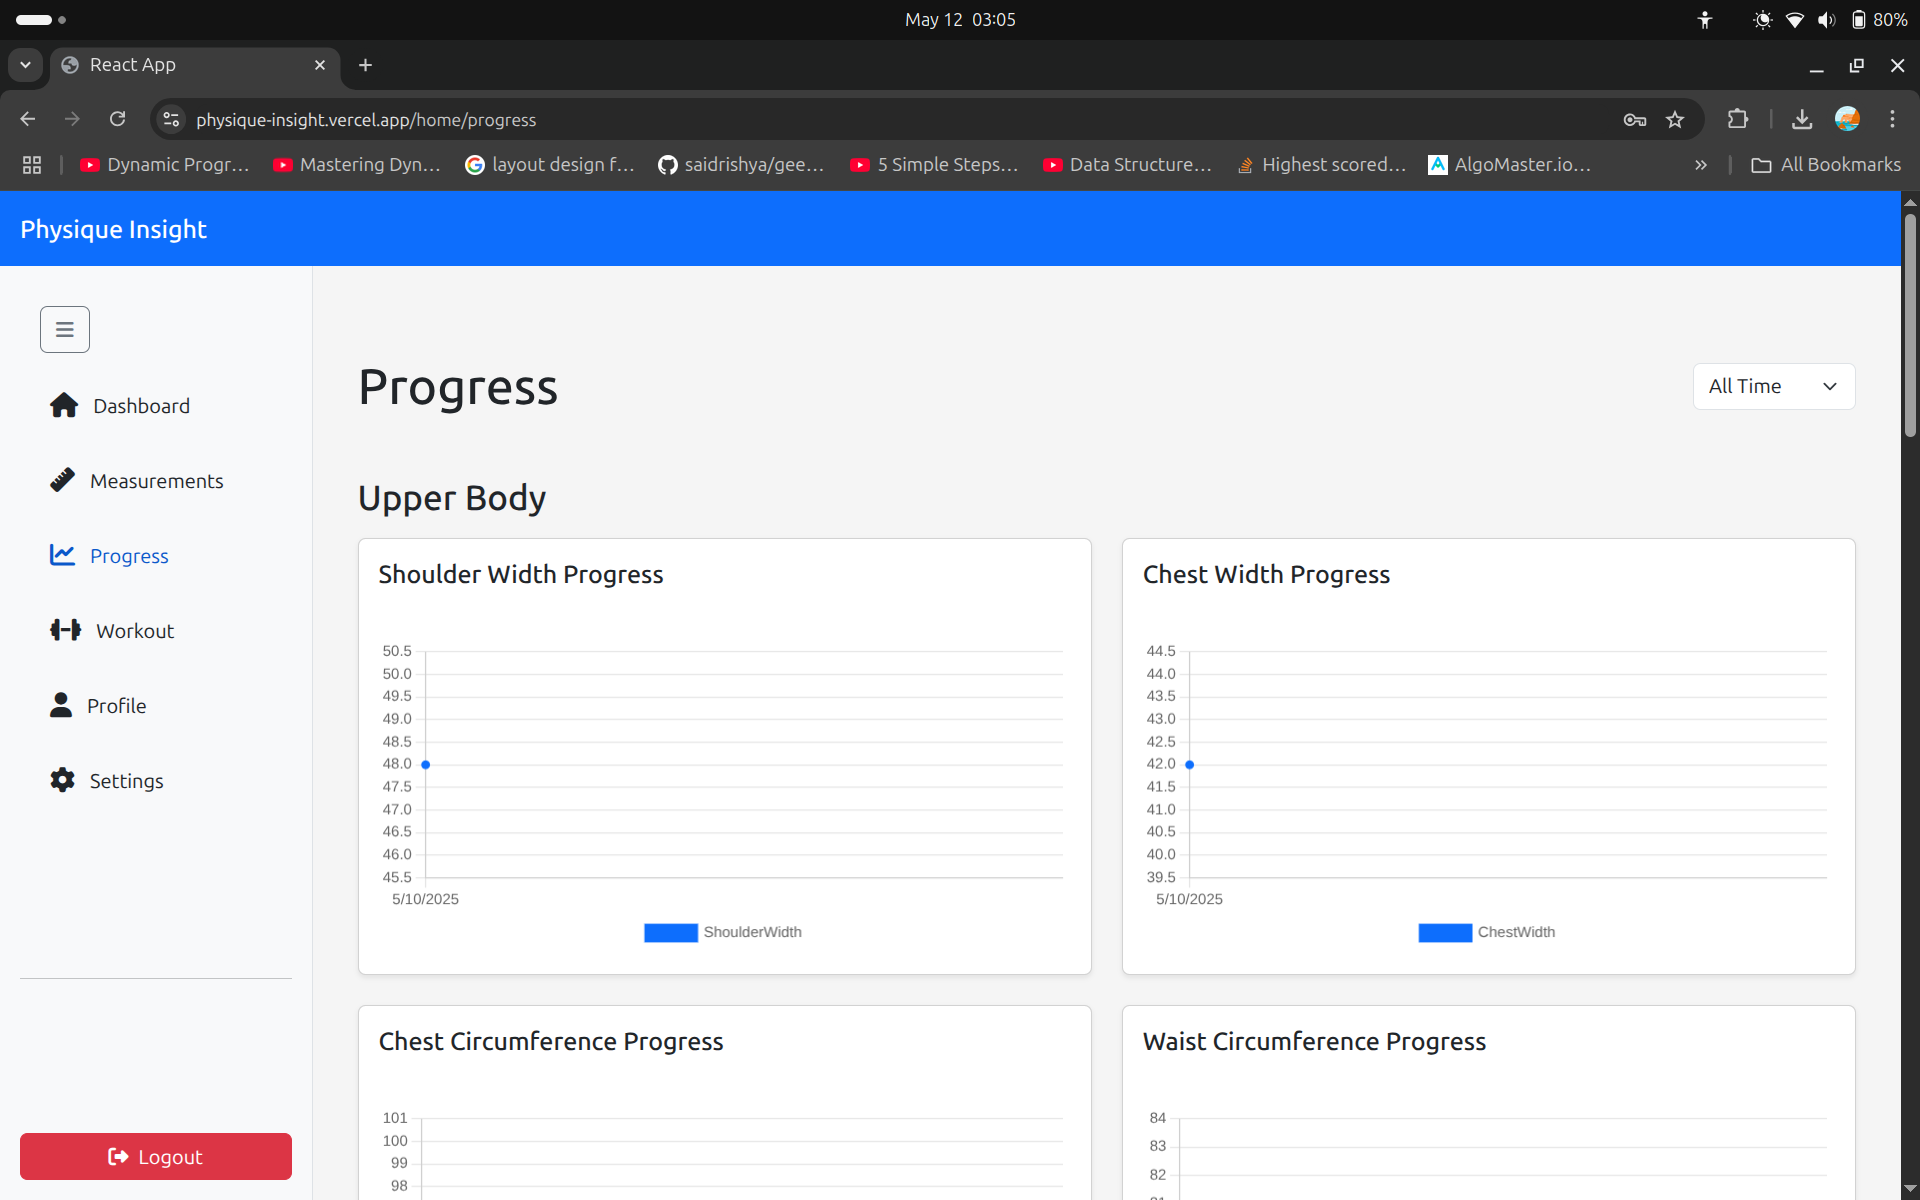 May 12 03:05
80%
React App
physique-insight.vercel.app/home/progress
Dynamic Progr...
Mastering Dyn...
layout design f...
saidrishya/gee...
5 Simple Steps...
Data Structure...
Highest scored...
AlgoMaster.io...
All Bookmarks
Physique Insight
Dashboard
Measurements
Progress
Workout
Profile
Settings
Logout
Progress
All Time
Upper Body
Shoulder Width Progress
50.5
50.0
49.5
49.0
48.5
48.0
47.5
47.0
46.5
46.0
45.5
5/10/2025
ShoulderWidth
Chest Width Progress
44.5
44.0
43.5
43.0
42.5
42.0
41.5
41.0
40.5
40.0
39.5
5/10/2025
ChestWidth
Chest Circumference Progress
101
100
99
98
Waist Circumference Progress
84
83
82